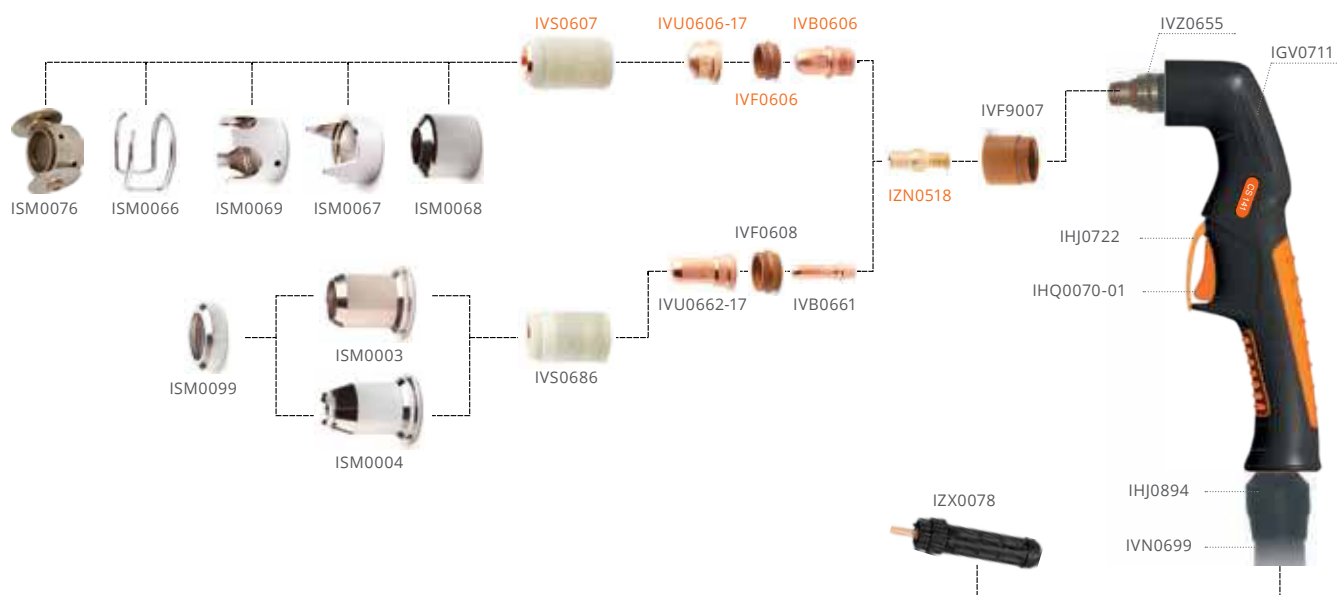 IVS0607
IVU0606-17
IVB0606
IVZ0655
IGV0711
IVF0606
IVF9007
ISM0076
ISM0066
ISM0069
ISM0067
ISM0068
IZN0518
CS 141
IVF0608
IHJ0722
IVU0662-17
IVB0661
IHQ0070-01
ISM0003
ISM0099
IVS0686
ISM0004
IZX0078
IHJ0894
IVN0699